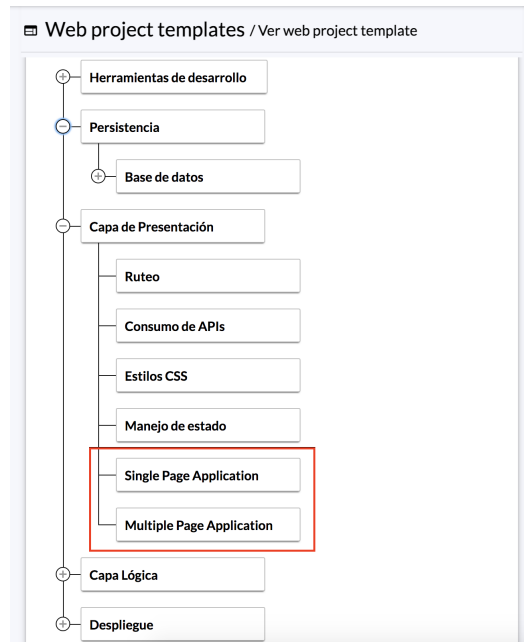 Web project templates / Ver web project template
Herramientas de desarrollo
Persistencia
Base de datos
Capa de Presentación
Ruteo
Consumo de APIs
Estilos CSS
Manejo de estado
Single Page Application
Multiple Page Application
Capa Lógica
Despliegue